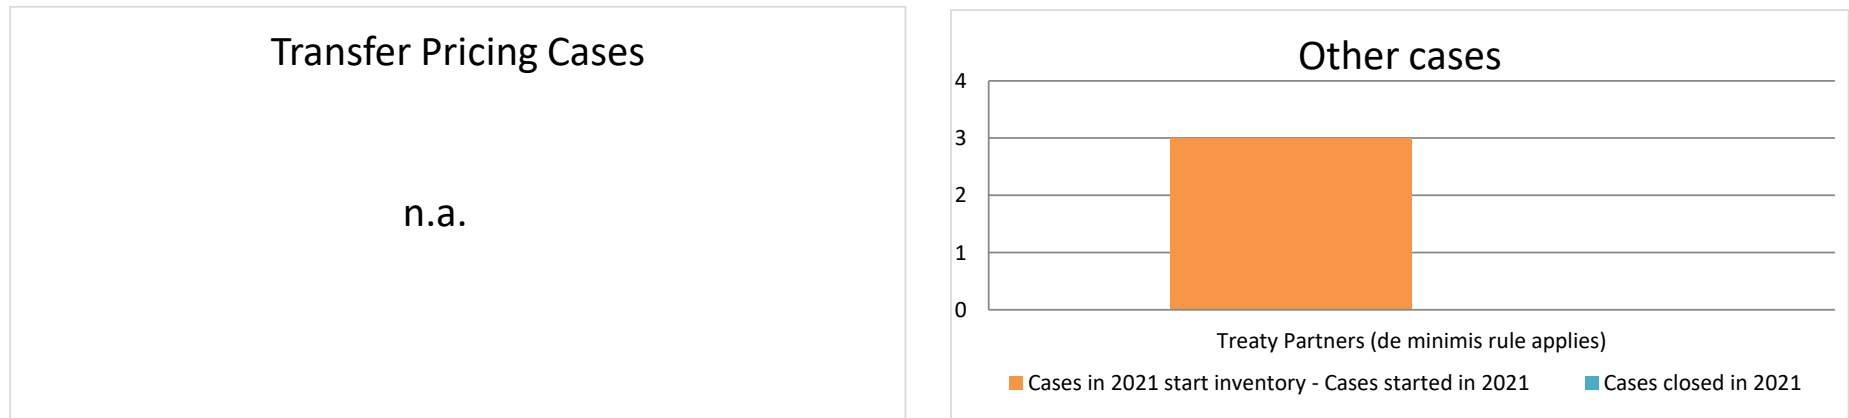 Transfer Pricing Cases
n.a.
Other cases
4
3
2
1
0
Treaty Partners (de minimis rule applies)
Cases in 2021 start inventory - Cases started in 2021
Cases closed in 2021